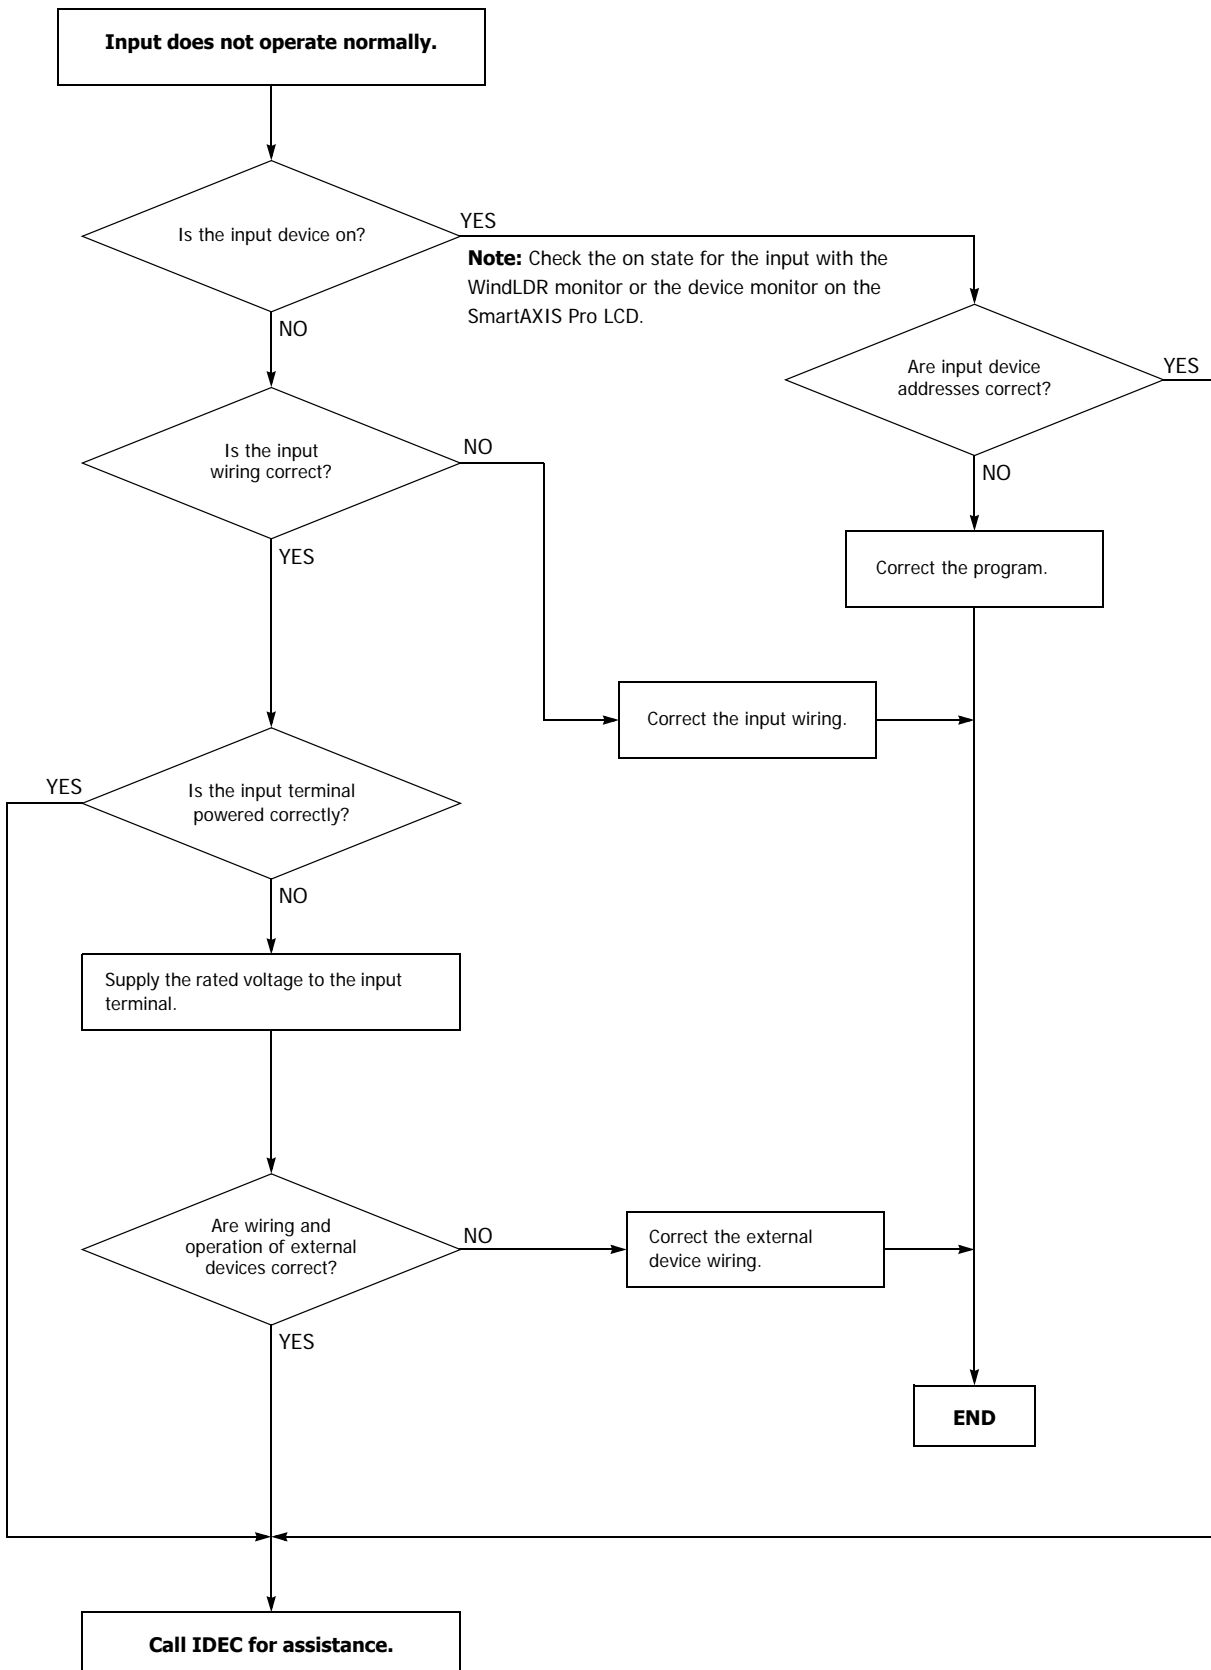 Input does not operate normally.
Is the input device on?
YES
Note: Check the on state for the input with the
WindLDR monitor or the device monitor on the
SmartAXIS Pro LCD.
NO
Are input device
addresses correct?
YES
Is the input
wiring correct?
NO
NO
YES
Correct the program.
Correct the input wiring.
YES
Is the input terminal
powered correctly?
NO
Supply the rated voltage to the input
terminal.
Are wiring and
operation of external
devices correct?
NO
Correct the external
device wiring.
YES
END
Call IDEC for assistance.